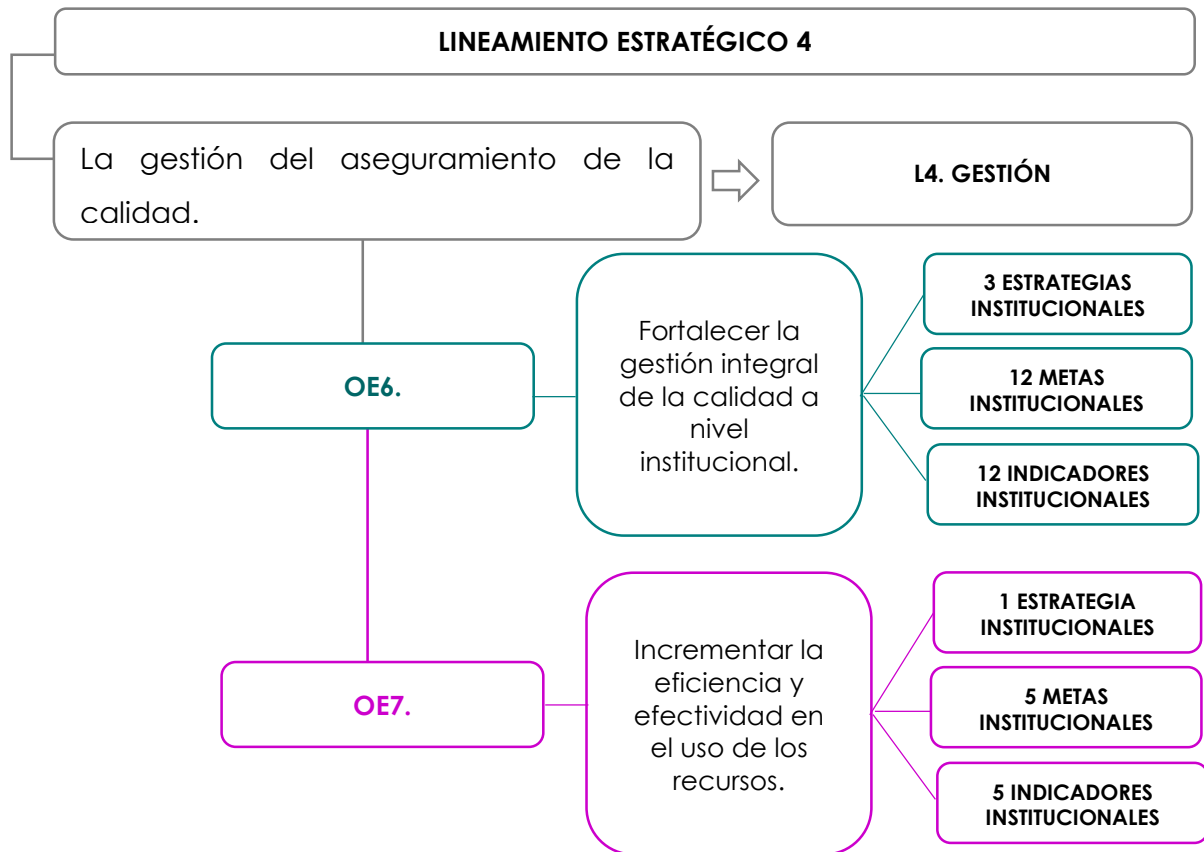 LINEAMIENTO ESTRATÉGICO 4
La gestión del aseguramiento de la
calidad.
L4. GESTIÓN
OE6.
Fortalecer la
gestión integral
de la calidad a
nivel
institucional.
3 ESTRATEGIAS
INSTITUCIONALES
12 METAS
INSTITUCIONALES
12 INDICADORES
INSTITUCIONALES
OE7.
Incrementar la
eficiencia y
efectividad en
el uso de los
recursos.
1 ESTRATEGIA
INSTITUCIONALES
5 METAS
INSTITUCIONALES
5 INDICADORES
INSTITUCIONALES